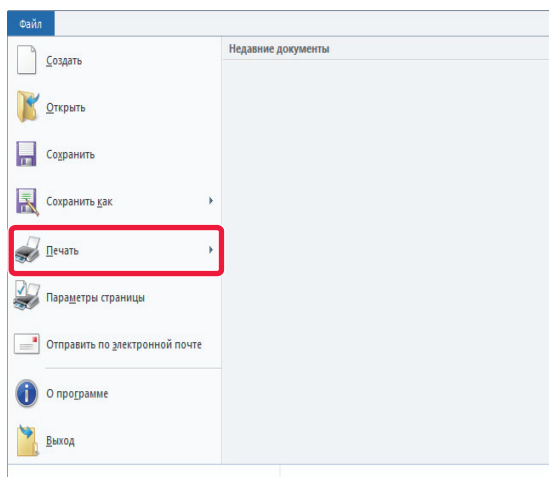 Файл
Недавние документы
Создать
Открыть
Сохранить
Сохранить как
Печать
Параметры страницы
Отправить по электронной почте
О программе
Выход